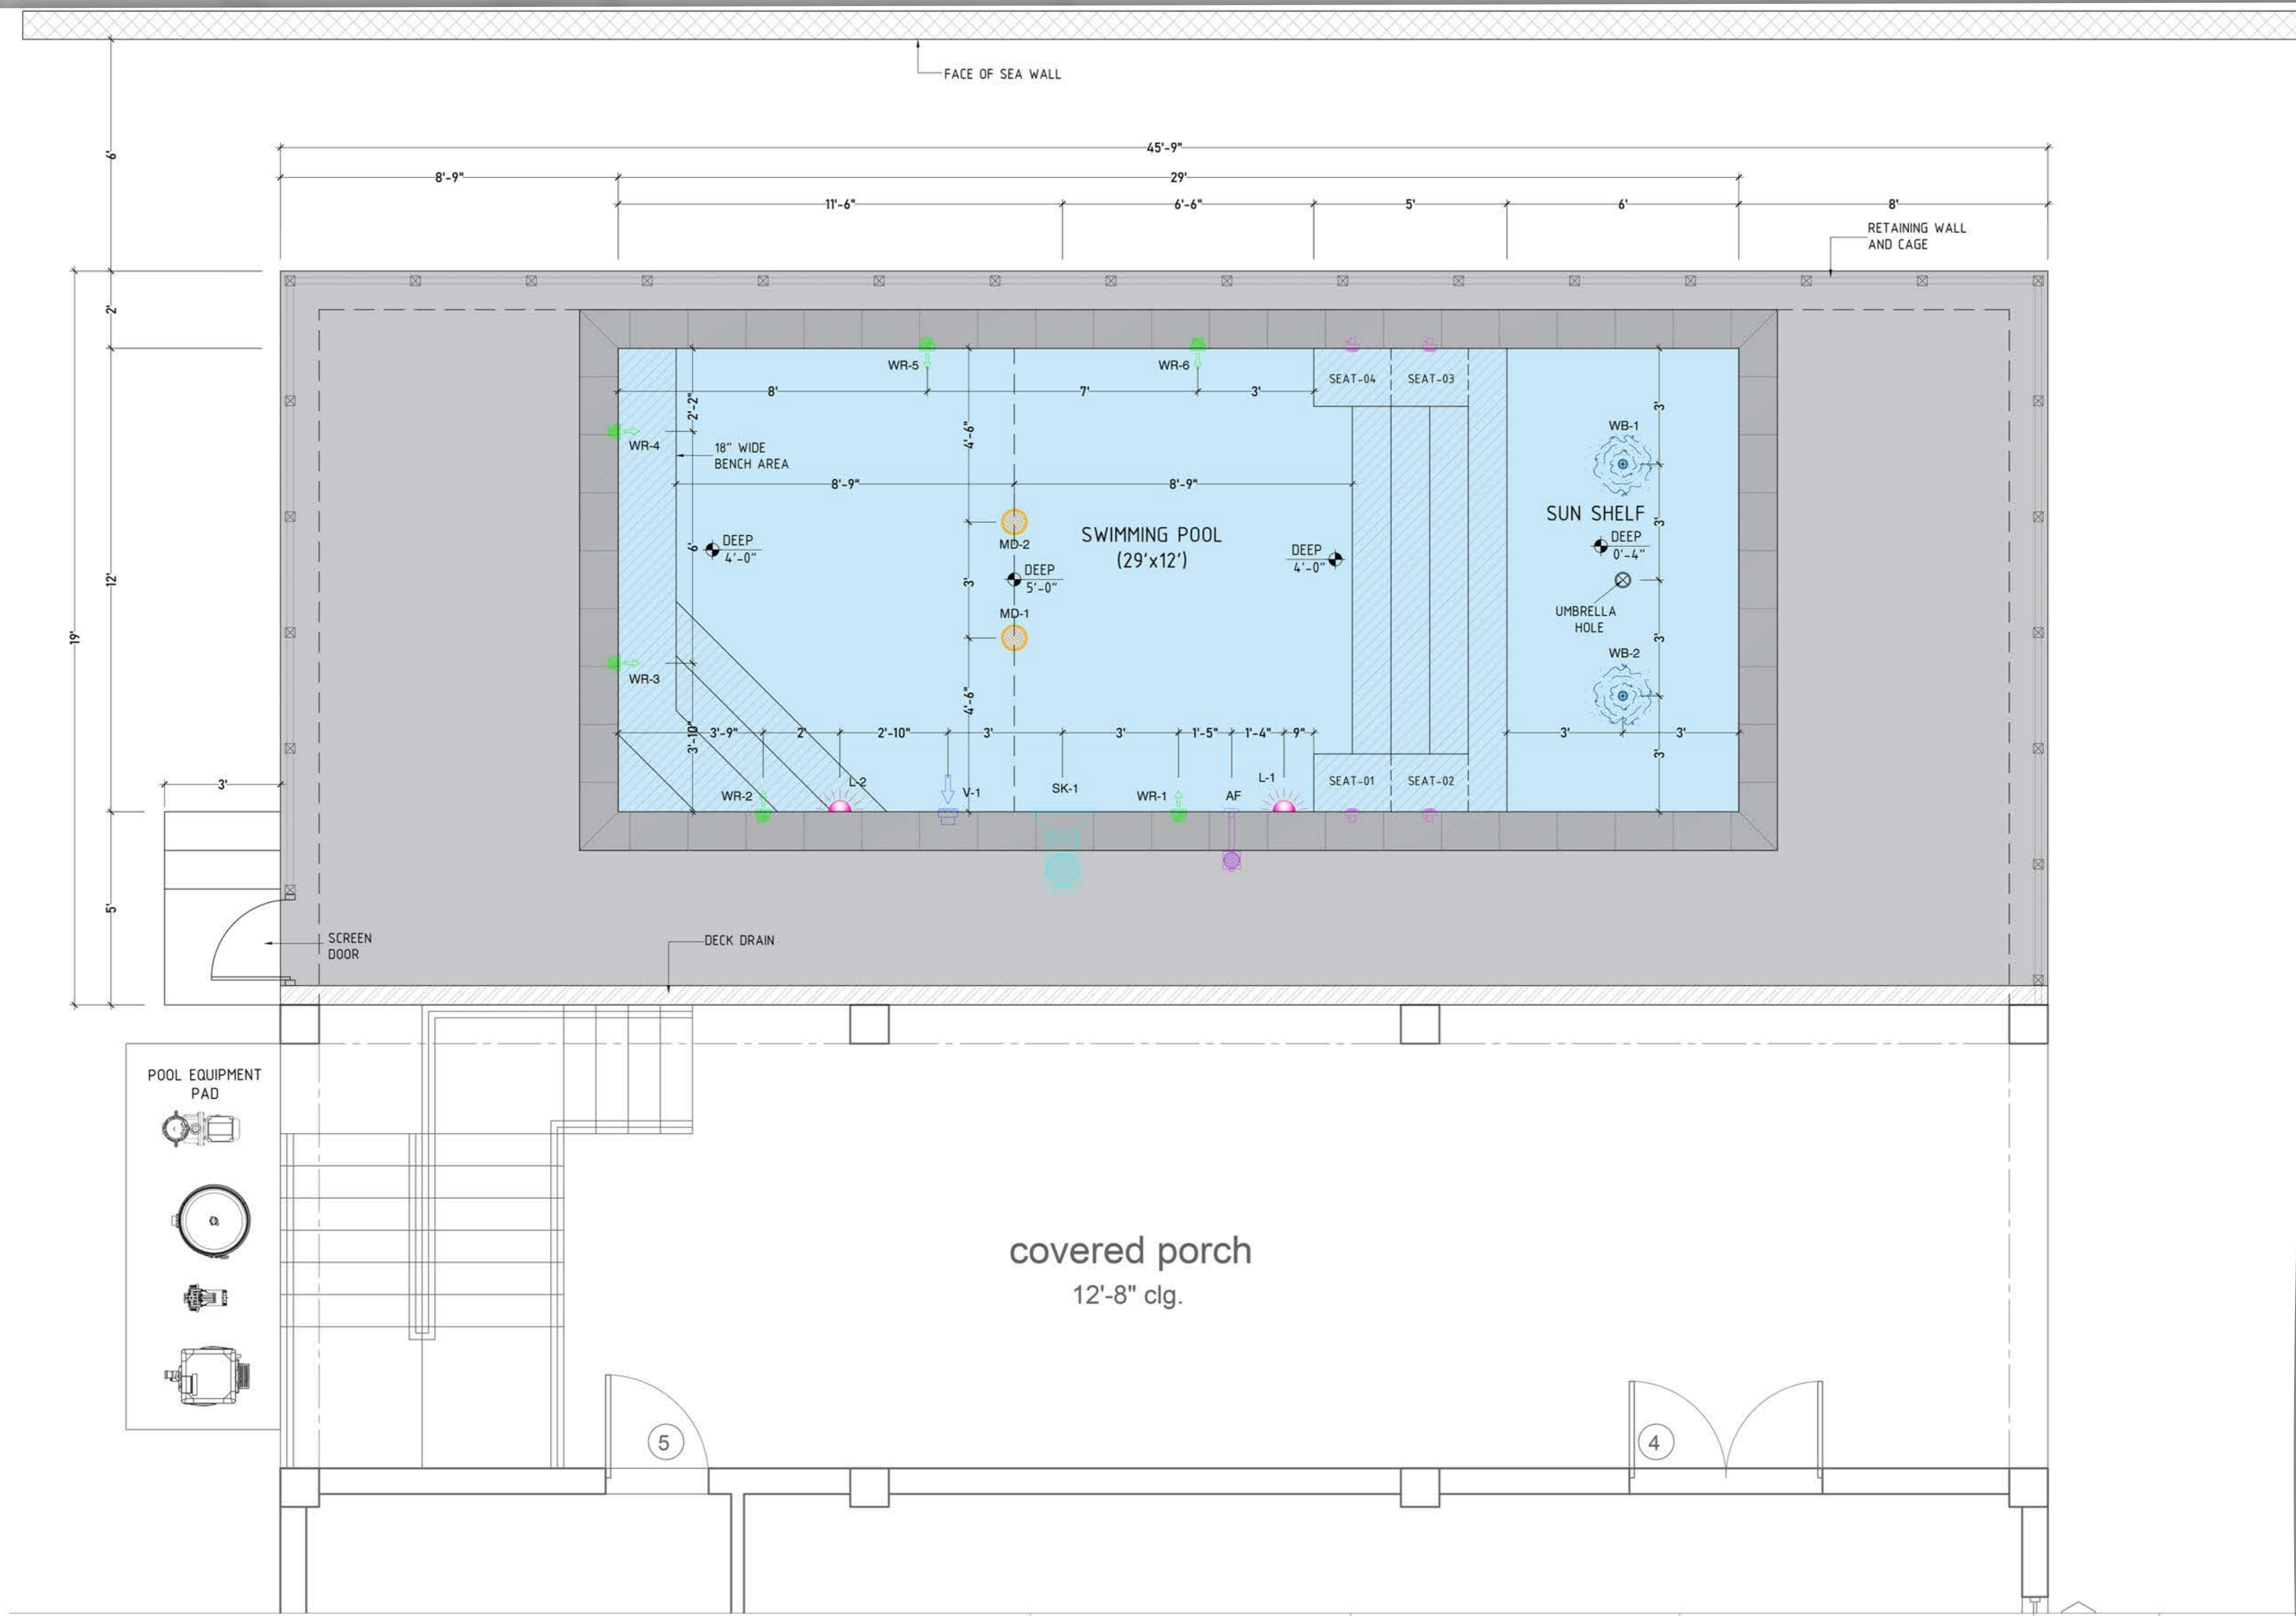 FACE OF SEA WALL
6'
45'-9"
8'-9"
29'
11'-6"
6'-6"
5'
6'
8'
RETAINING WALL
AND CAGE
2'
12'
19'
5'
3'
WR-5
WR-6
8'
7'
3'
SEAT-04
SEAT-03
2'-2"
WR-4
18" WIDE
BENCH AREA
4'-6"
8'-9"
8'-9"
WB-1
3'
SUN SHELF
3'
DEEP
0'-4"
SWIMMING POOL
(29'x12')
MD-2
DEEP
4'-0"
6'
DEEP
4'-0"
DEEP
5'-0"
3'
MD-1
UMBRELLA
HOLE
3'
WB-2
WR-3
4'-6"
3'-10"
3'-9"
2'
2'-10"
3'
3'
1'-5"
1'-4"
9"
3'
3'
3'
WR-2
L-2
V-1
SK-1
WR-1
AF
L-1
SEAT-01
SEAT-02
SCREEN
DOOR
DECK DRAIN
POOL EQUIPMENT
PAD
covered porch
12'-8" clg.
5
4